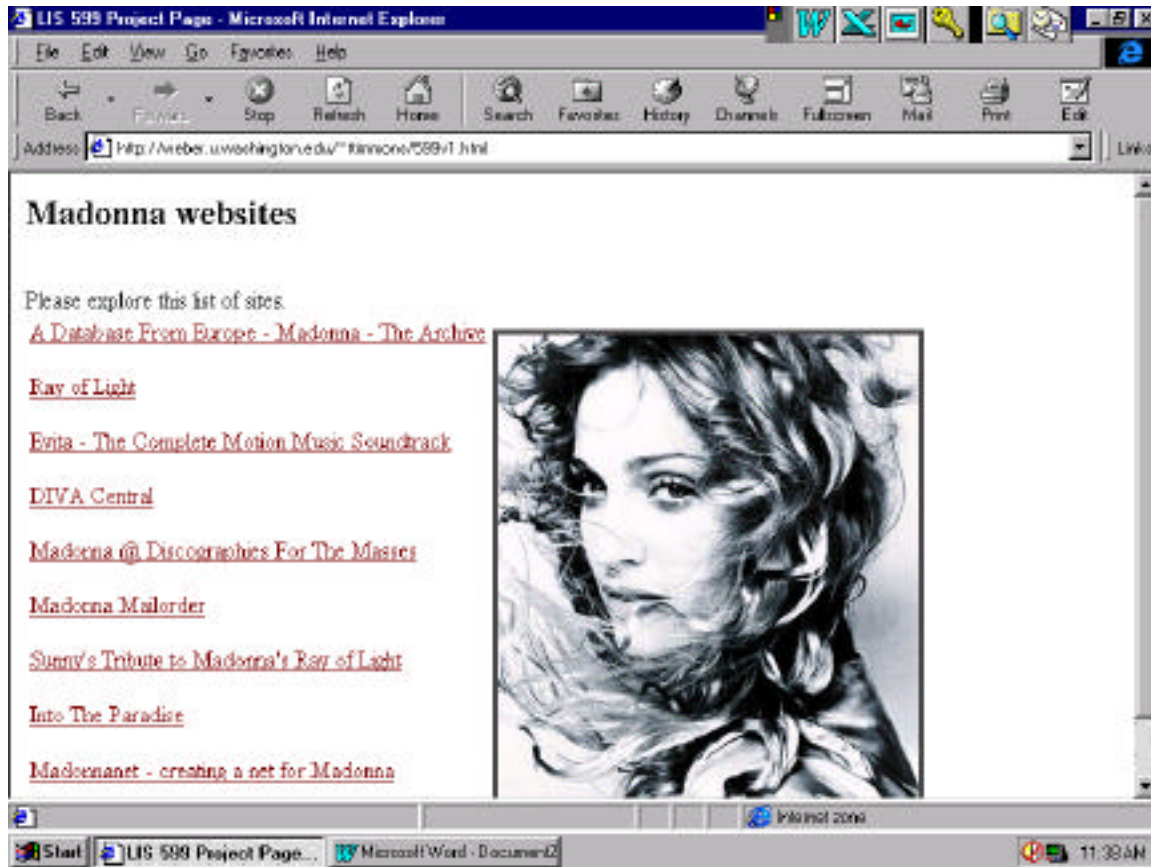 LIS 599 Project Page - Microsoft Internet Explorer
File Edit View Go Favorites Help
Back Forward Stop Refresh Home Search Favorites History Channels Fullscreen Mail Print Edit
Address Links
Madonna websites
Please explore this list of sites.
A Database From Europe - Madonna - The Archive
Ray of Light
Evita - The Complete Motion Music Soundtrack
DIVA Central
Madonna @ Discographies For The Masses
Madonna Mailorder
Sunny's Tribute to Madonna's Ray of Light
Into The Paradise
Madonnanet - creating a net for Madonna
Internet zone
Start LIS 599 Project Page... Microsoft Word - Document2 11:38 AM